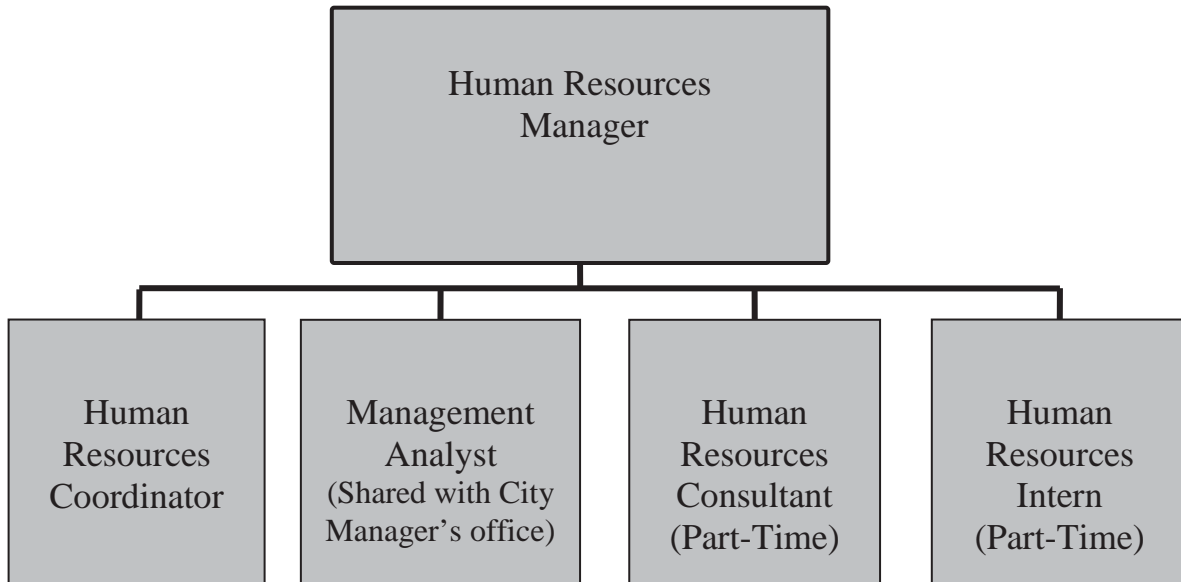 Human Resources
Manager
Human
Resources
Coordinator
Management
Analyst
(Shared with City
Manager’s office)
Human
Resources
Consultant
(Part-Time)
Human
Resources
Intern
(Part-Time)